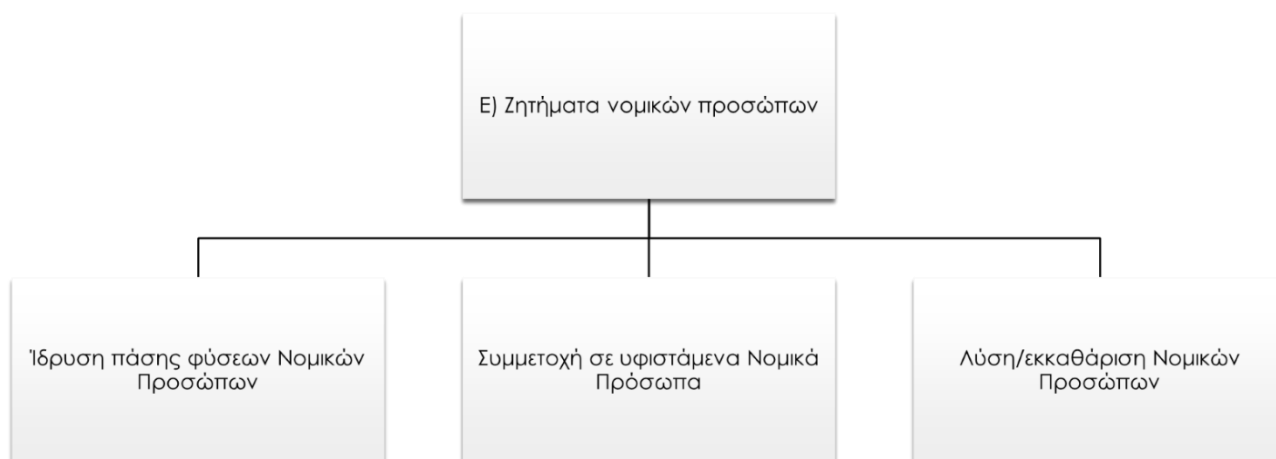 Ε) Ζητήματα νομικών προσώπων
Ίδρυση πάσης φύσεων Νομικών
Προσώπων
Συμμετοχή σε υφιστάμενα Νομικά
Πρόσωπα
Λύση/εκκαθάριση Νομικών
Προσώπων